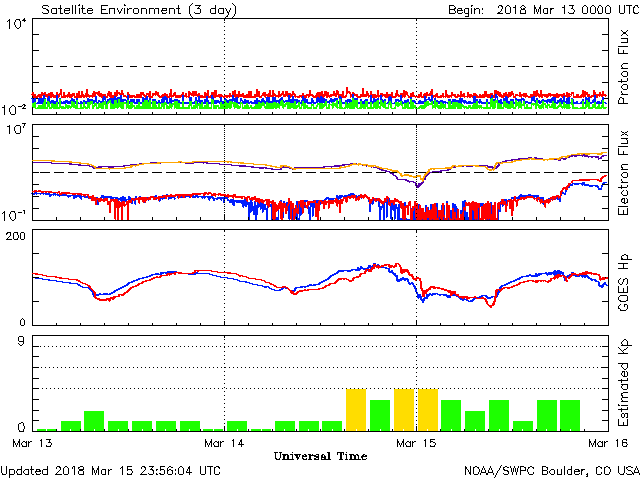 Satellite Environment (3 day)
Begin: 2018 Mar 13 0000 UTC
10⁴
10⁻²
Proton Flux
10⁷
10⁻¹
Electron Flux
200
0
GOES Hp
9
0
Estimated Kp
Mar 13 Mar 14 Mar 15 Mar 16
Universal Time
Updated 2018 Mar 15 23:56:04 UTC
NOAA/SWPC Boulder, CO USA